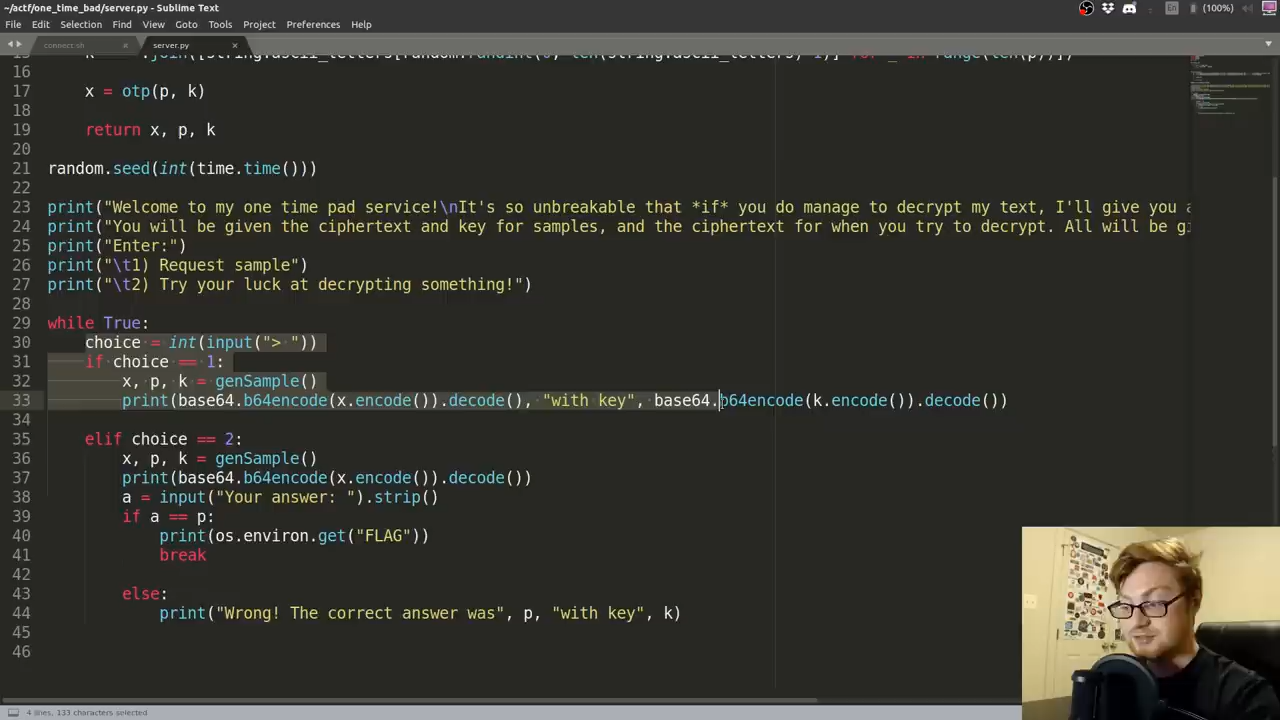 ~/actf/one_time_bad/server.py - Sublime Text
File Edit Selection Find View Goto Tools Project Preferences Help
En (100%)
connect.sh server.py
16
17 x = otp(p, k)
18
19 return x, p, k
20
21 random.seed(int(time.time()))
22
23 print("Welcome to my one time pad service!\nIt's so unbreakable that *if* you do manage to decrypt my text, I'll give you a
24 print("You will be given the ciphertext and key for samples, and the ciphertext for when you try to decrypt. All will be gi
25 print("Enter:")
26 print("\t1) Request sample")
27 print("\t2) Try your luck at decrypting something!")
28
29 while True:
30 choice = int(input("> "))
31 if choice == 1:
32 x, p, k = genSample()
33 print(base64.b64encode(x.encode()).decode(), "with key", base64.b64encode(k.encode()).decode())
34
35 elif choice == 2:
36 x, p, k = genSample()
37 print(base64.b64encode(x.encode()).decode())
38 a = input("Your answer: ").strip()
39 if a == p:
40 print(os.environ.get("FLAG"))
41 break
42
43 else:
44 print("Wrong! The correct answer was", p, "with key", k)
45
46
4 lines, 133 characters selected